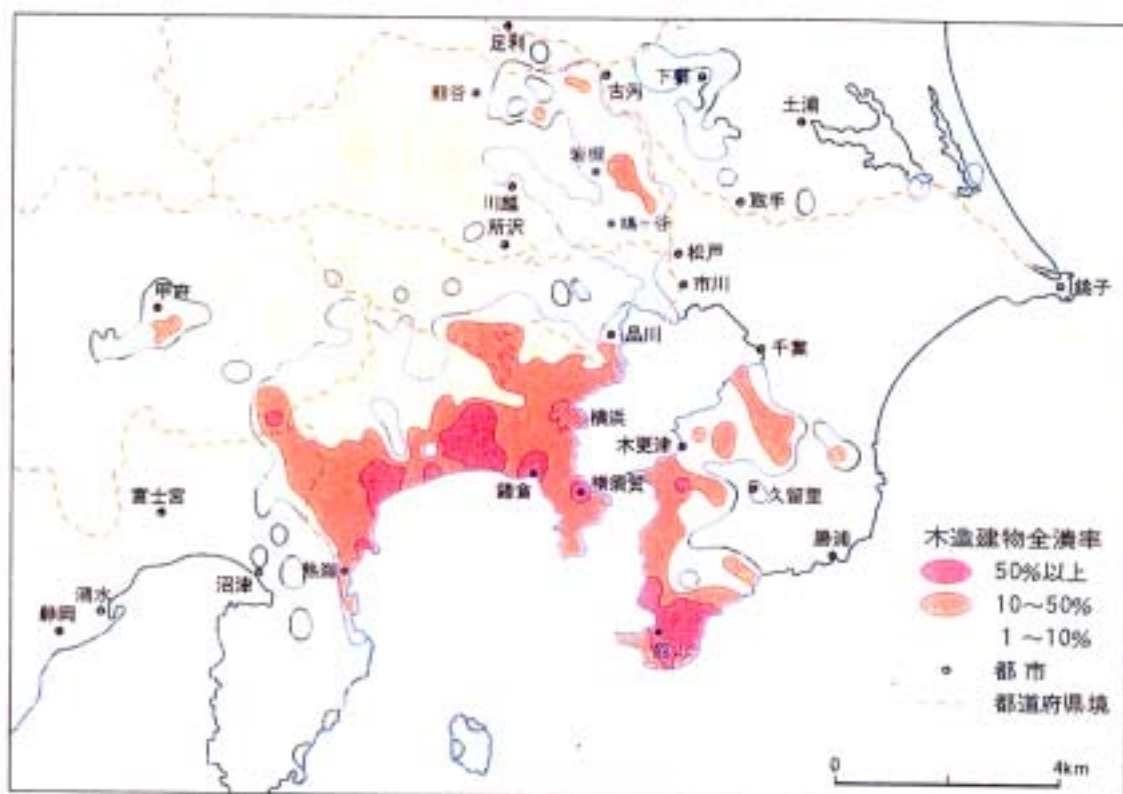 足利
古河
下館
熊谷
土浦
岩槻
川越
取手
鳩ヶ谷
所沢
松戸
市川
銚子
甲府
品川
千葉
横浜
木更津
鎌倉
横須賀
久留里
富士宮
勝浦
沼津
熱海
清水
静岡
館山
木造建物全潰率
50%以上
10〜50%
1〜10%
都市
都道府県境
0
4km